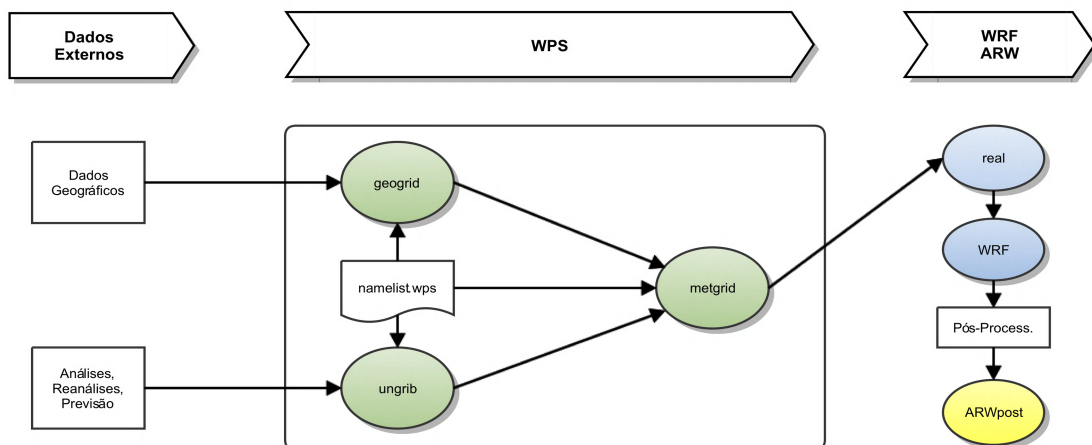 Dados
Externos
WPS
WRF
ARW
Dados
Geográficos
geogrid
real
WRF
namelist.wps
metgrid
Pós-Process.
Análises,
Reanálises,
Previsão
ungrib
ARWpost